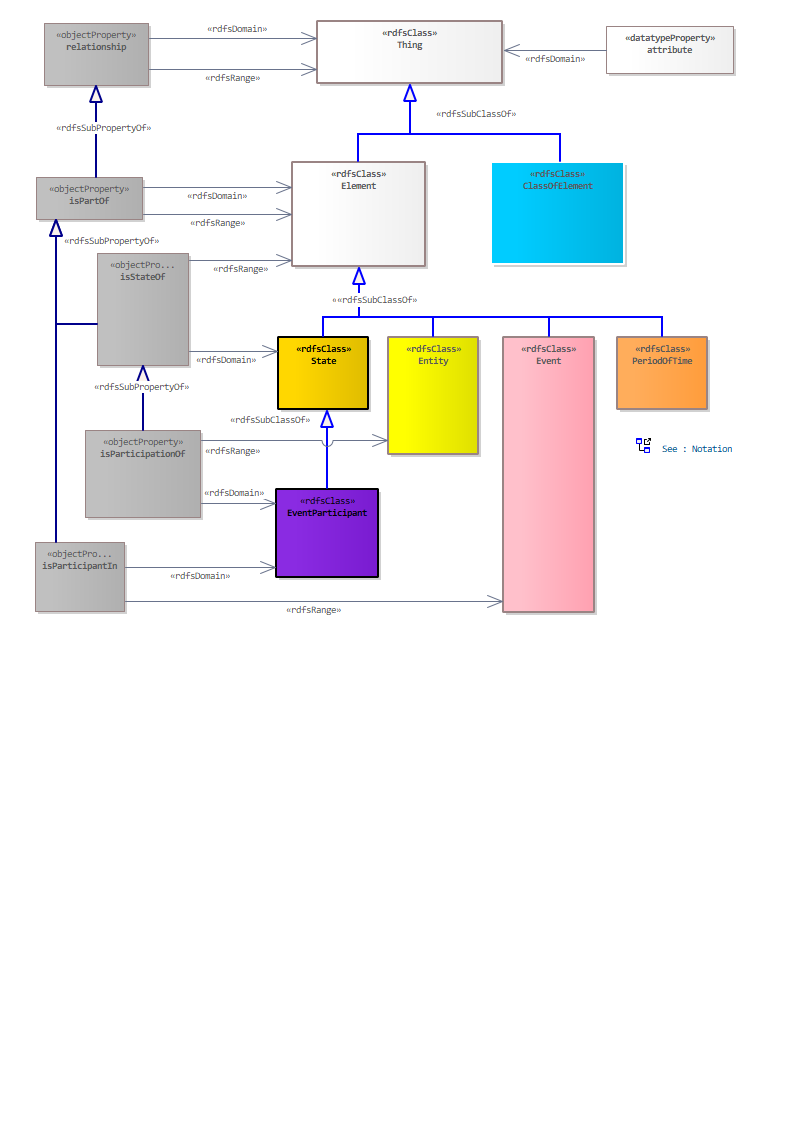 «objectProperty»
relationship
«rdfsDomain»
«rdfsRange»
«rdfsClass»
Thing
«rdfsDomain»
«datatypeProperty»
attribute
«rdfsSubPropertyOf»
«rdfsSubClassOf»
«objectProperty»
isPartOf
«rdfsDomain»
«rdfsRange»
«rdfsClass»
Element
«rdfsClass»
ClassOfElement
«rdfsSubPropertyOf»
«objectPro...
isStateOf
«rdfsRange»
««rdfsSubClassOf»
«rdfsDomain»
«rdfsClass»
State
«rdfsClass»
Entity
«rdfsClass»
Event
«rdfsClass»
PeriodOfTime
«rdfsSubPropertyOf»
«rdfsSubClassOf»
«objectProperty»
isParticipationOf
«rdfsRange»
See : Notation
«rdfsDomain»
«rdfsClass»
EventParticipant
«objectPro...
isParticipantIn
«rdfsDomain»
«rdfsRange»